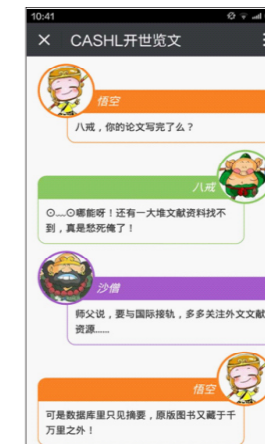 10:41
CASHL开世览文
悟空
八戒，你的论文写完了么？
八戒
⊙﹏⊙哪能呀！还有一大堆文献资料找不
到，真是愁死俺了！
沙僧
师父说，要与国际接轨，多多关注外文文献
资源......
悟空
可是数据库里只见摘要，原版图书又藏于千
万里之外！